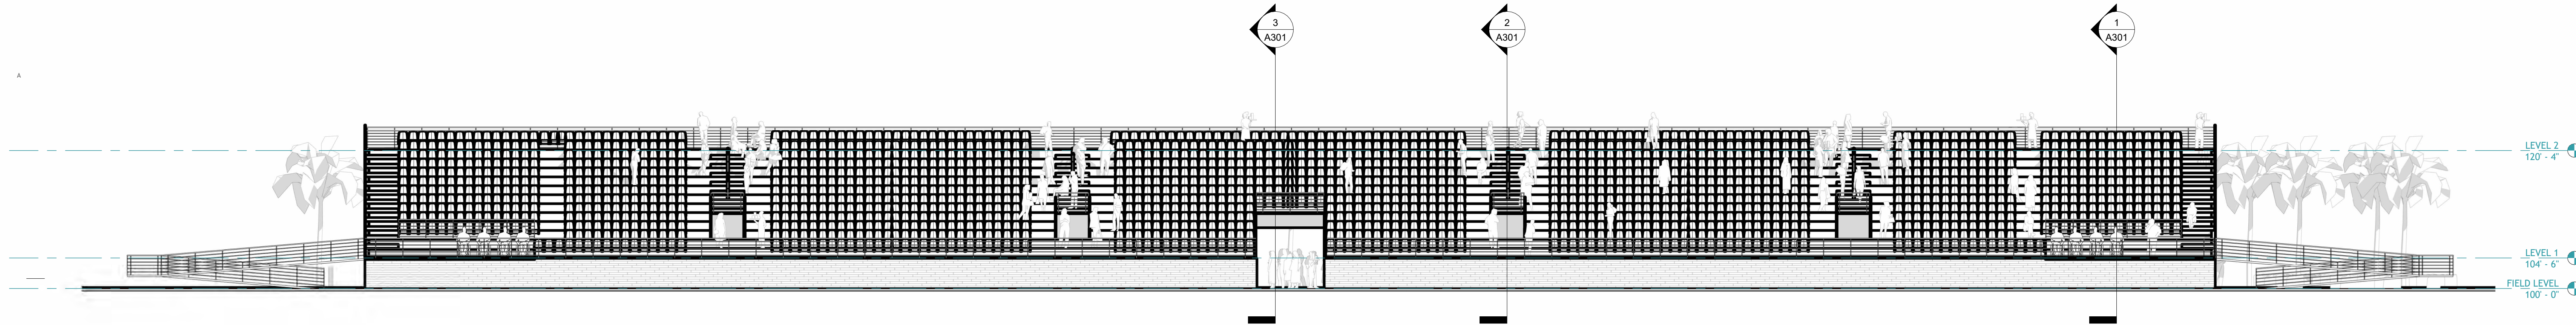 3
A301
2
A301
1
A301
A
LEVEL 2
120' - 4"
LEVEL 1
104' - 6"
FIELD LEVEL
100' - 0"